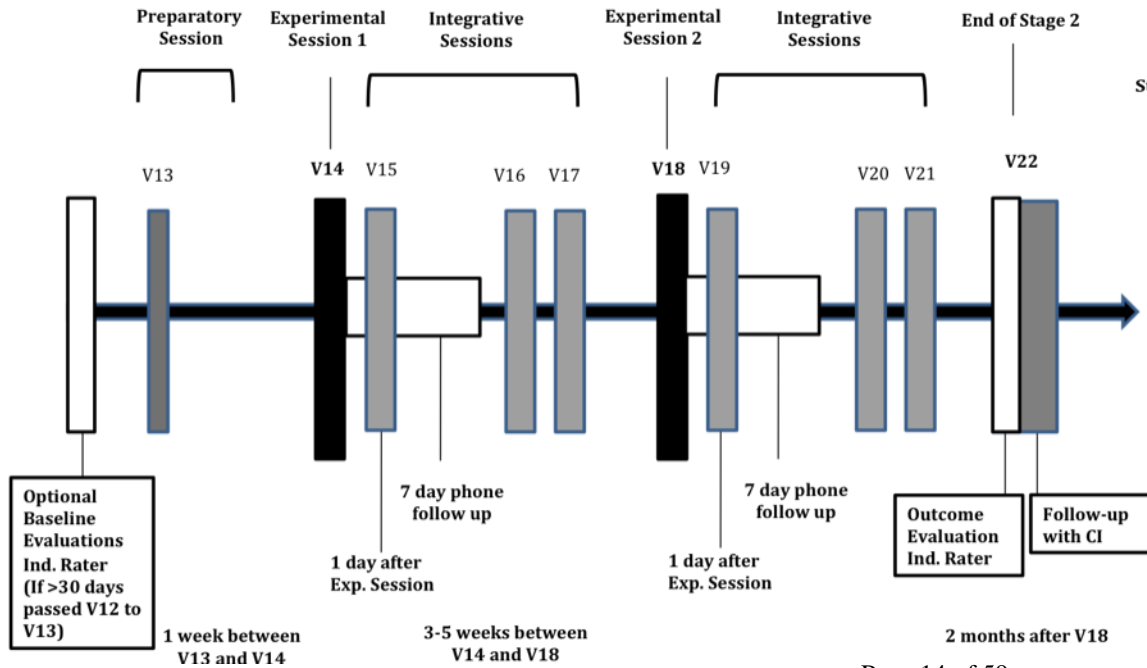 Preparatory
Session
Experimental
Session 1
Integrative
Sessions
Experimental
Session 2
Integrative
Sessions
End of Stage 2
V13
V14
V15
V16
V17
V18
V19
V20
V21
V22
Optional
Baseline
Evaluations
Ind. Rater
(If >30 days
passed V12 to
V13)
1 week between
V13 and V14
1 day after
Exp. Session
7 day phone
follow up
3-5 weeks between
V14 and V18
1 day after
Exp. Session
7 day phone
follow up
Outcome
Evaluation
Ind. Rater
Follow-up
with CI
2 months after V18